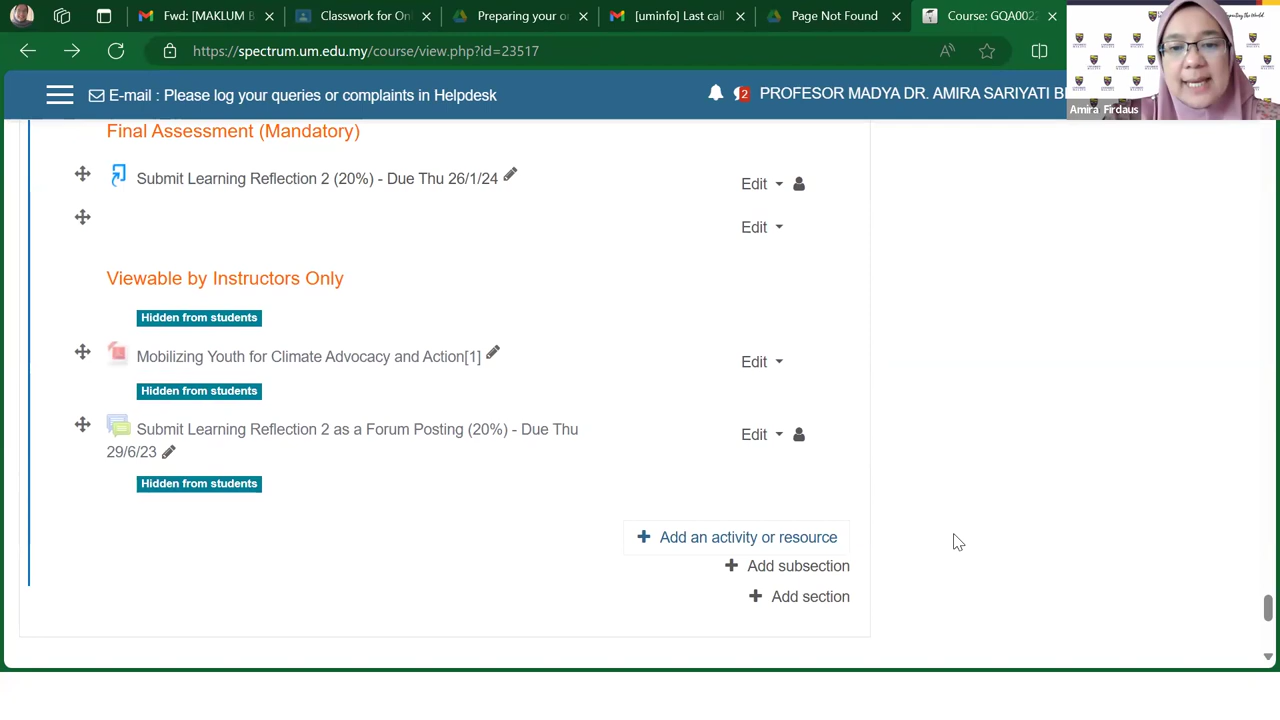 Fwd: [MAKLUM B
Classwork for Onl
Preparing your o
[uminfo] Last call
Page Not Found
Course: GQA002
https://spectrum.um.edu.my/course/view.php?id=23517
E-mail : Please log your queries or complaints in Helpdesk
2
PROFESOR MADYA DR. AMIRA SARIYATI B
Amira Firdaus
Final Assessment (Mandatory)
Submit Learning Reflection 2 (20%) - Due Thu 26/1/24
Edit
Edit
Viewable by Instructors Only
Hidden from students
Mobilizing Youth for Climate Advocacy and Action[1]
Edit
Hidden from students
Submit Learning Reflection 2 as a Forum Posting (20%) - Due Thu
29/6/23
Edit
Hidden from students
Add an activity or resource
Add subsection
Add section